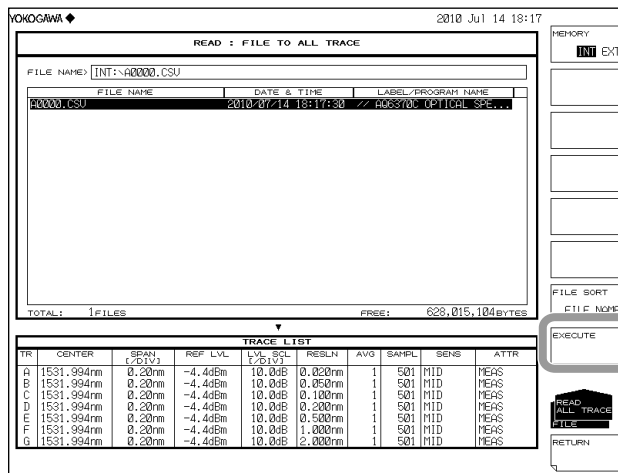 YOKOGAWA ◆ 2010 Jul 14 18:17
READ : FILE TO ALL TRACE
FILE NAME> INT:\A0000.CSV
FILE NAME DATE & TIME LABEL/PROGRAM NAME
A0000.CSV 2010/07/14 18:17:30 // AQ6370C OPTICAL SPE...
TOTAL: 1FILES FREE: 628,015,104BYTES
▼
TRACE LIST
TR CENTER SPAN [/DIV] REF LVL LVL SCL [/DIV] RESLN AVG SAMPL SENS ATTR
A 1531.994nm 0.20nm -4.4dBm 10.0dB 0.020nm 1 501 MID MEAS
B 1531.994nm 0.20nm -4.4dBm 10.0dB 0.050nm 1 501 MID MEAS
C 1531.994nm 0.20nm -4.4dBm 10.0dB 0.100nm 1 501 MID MEAS
D 1531.994nm 0.20nm -4.4dBm 10.0dB 0.200nm 1 501 MID MEAS
E 1531.994nm 0.20nm -4.4dBm 10.0dB 0.500nm 1 501 MID MEAS
F 1531.994nm 0.20nm -4.4dBm 10.0dB 1.000nm 1 501 MID MEAS
G 1531.994nm 0.20nm -4.4dBm 10.0dB 2.000nm 1 501 MID MEAS
MEMORY
INT EXT
FILE SORT
FILE NAME
EXECUTE
READ
ALL TRACE
FILE
RETURN